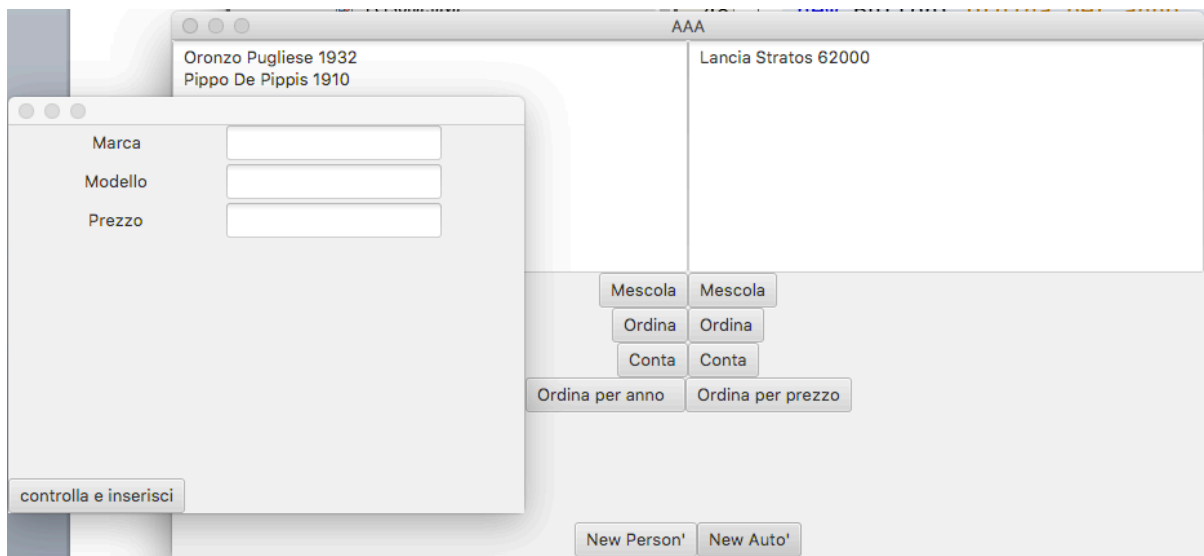 AAA
Oronzo Pugliese 1932
Pippo De Pippis 1910
Lancia Stratos 62000
Marca
Modello
Prezzo
controlla e inserisci
Mescola Mescola
Ordina Ordina
Conta Conta
Ordina per anno Ordina per prezzo
New Person' New Auto'